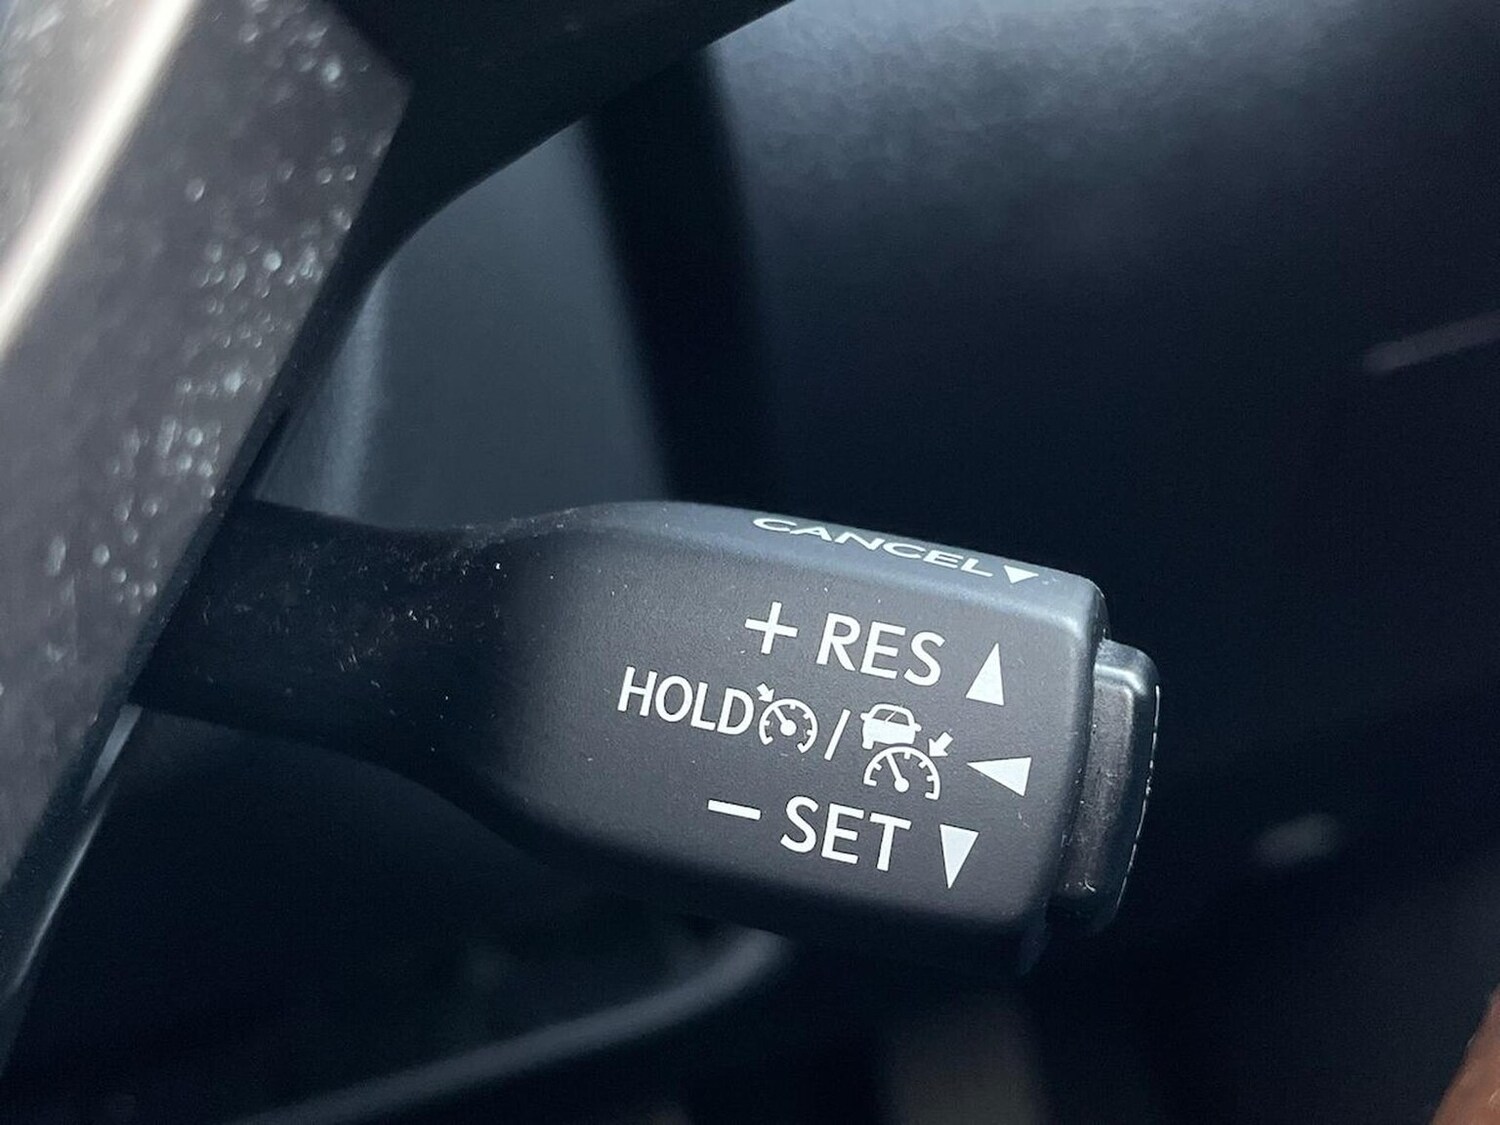 CANCEL▼
+ RES ▲
HOLD / ◀
− SET ▼